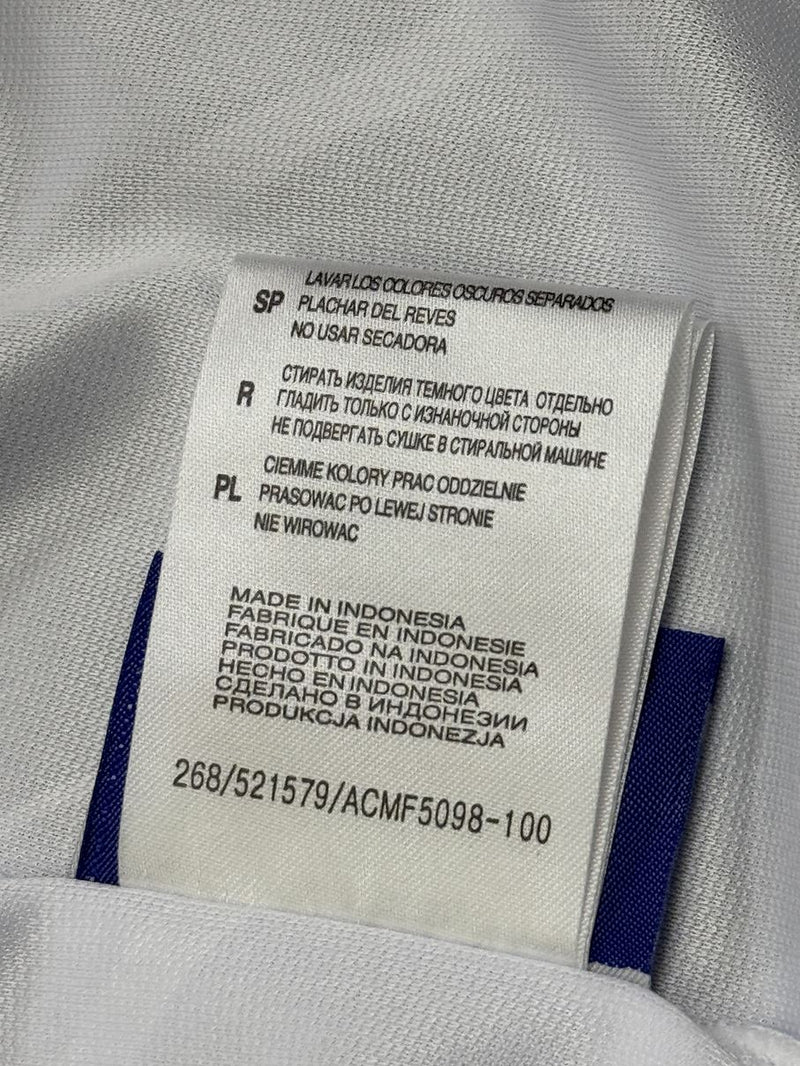 LAVAR LOS COLORES OSCUROS SEPARADOS
SP PLACHAR DEL REVES
NO USAR SECADORA
СТИРАТЬ ИЗДЕЛИЯ ТЕМНОГО ЦВЕТА ОТДЕЛЬНО
R ГЛАДИТЬ ТОЛЬКО С ИЗНАНОЧНОЙ СТОРОНЫ
НЕ ПОДВЕРГАТЬ СУШКЕ В СТИРАЛЬНОЙ МАШИНЕ
CIEMME KOLORY PRAC ODDZIELNIE
PL PRASOWAC PO LEWEJ STRONIE
NIE WIROWAC
MADE IN INDONESIA
FABRIQUE EN INDONESIE
FABRICADO NA INDONESIA
PRODOTTO IN INDONESIA
HECHO EN INDONESIA
СДЕЛАНО В ИНДОНЕЗИИ
PRODUKCJA INDONEZJA
268/521579/ACMF5098-100